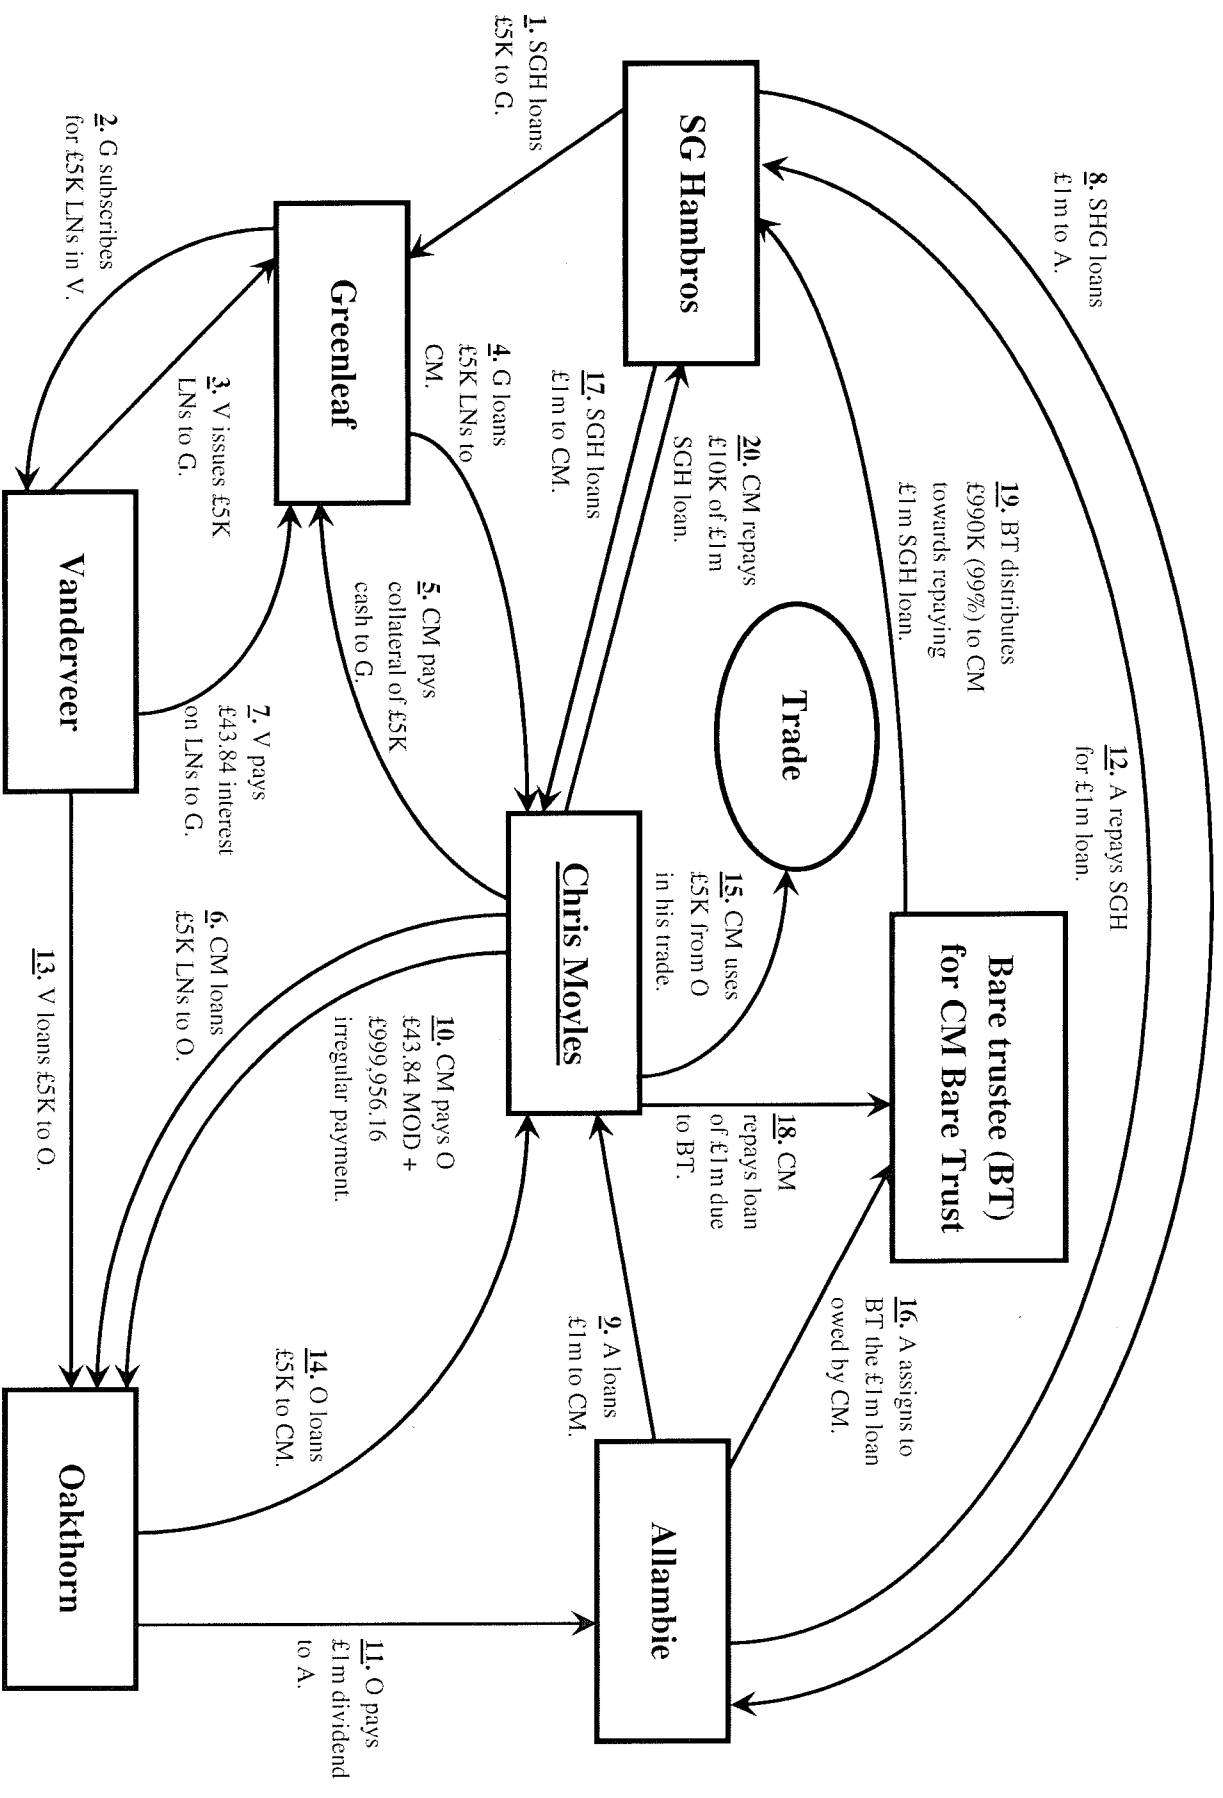 8. SHG loans
£1m to A.
12. A repays SGH
for £1m loan.
19. BT distributes
£990K (99%) to CM
towards repaying
£1m SGH loan.
Bare trustee (BT)
for CM Bare Trust
16. A assigns to
BT the £1m loan
owed by CM.
SG Hambros
20. CM repays
£10K of £1m
SGH loan.
Trade
15. CM uses
£5K from O
in his trade.
18. CM
repays loan
of £1m due
to BT.
Allambie
1. SGH loans
£5K to G.
17. SGH loans
£1m to CM.
Chris Moyles
9. A loans
£1m to CM.
4. G loans
£5K LNs to
CM.
5. CM pays
collateral of £5K
cash to G.
10. CM pays O
£43.84 MOD +
£999,956.16
irregular payment.
Greenleaf
14. O loans
£5K to CM.
11. O pays
£1m dividend
to A.
3. V issues £5K
LNs to G.
7. V pays
£43.84 interest
on LNs to G.
6. CM loans
£5K LNs to O.
2. G subscribes
for £5K LNs in V.
Vanderveer
13. V loans £5K to O.
Oakthorn